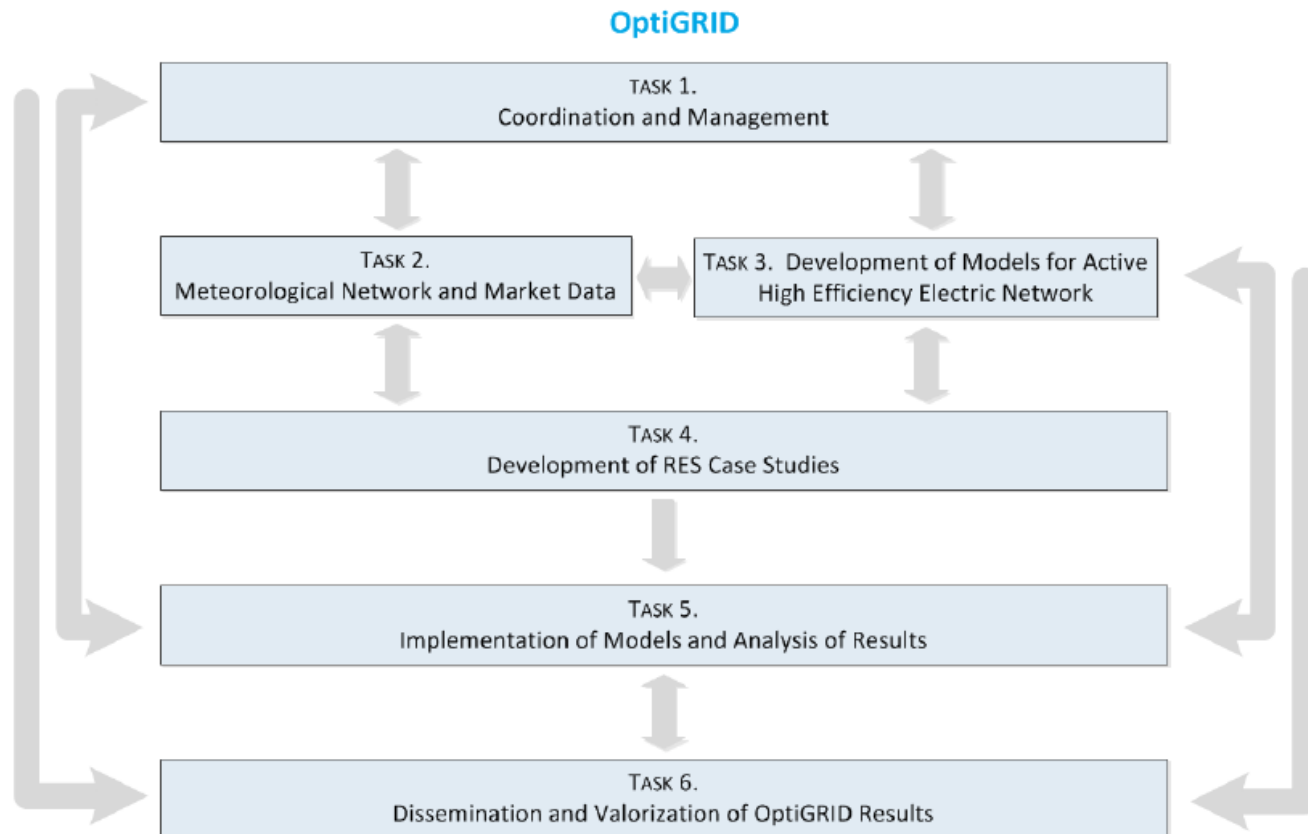 OptiGRID
TASK 1.
Coordination and Management
TASK 2.
Meteorological Network and Market Data
TASK 3. Development of Models for Active
High Efficiency Electric Network
TASK 4.
Development of RES Case Studies
TASK 5.
Implementation of Models and Analysis of Results
TASK 6.
Dissemination and Valorization of OptiGRID Results